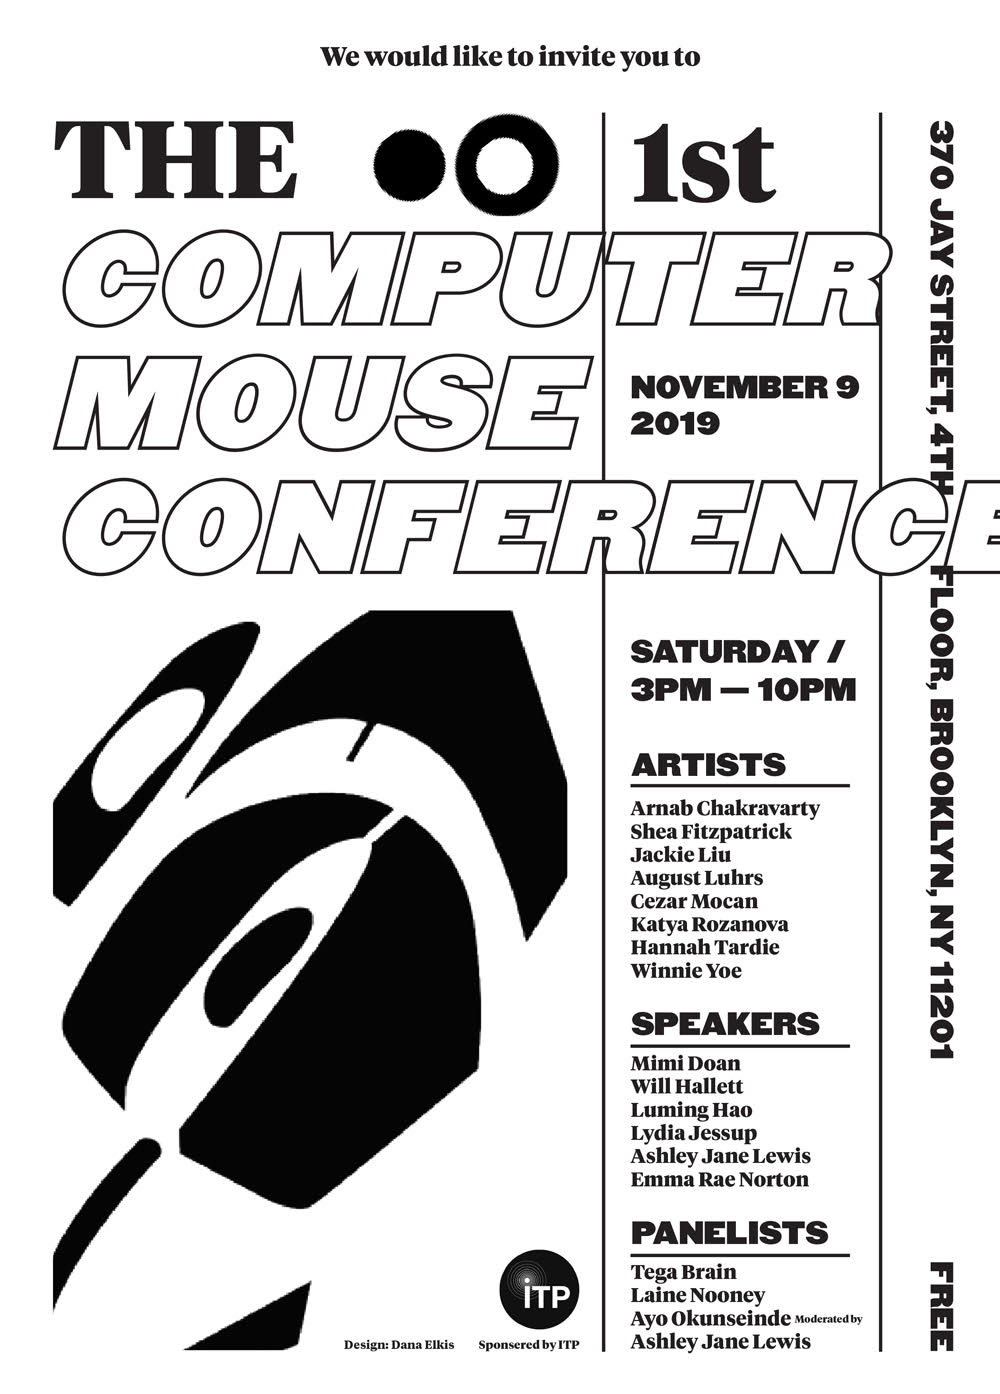 We would like to invite you to
THE
1st
COMPUTER
MOUSE
CONFERENCE
NOVEMBER 9
2019
SATURDAY /
3PM — 10PM
ARTISTS
Arnab Chakravarty
Shea Fitzpatrick
Jackie Liu
August Luhrs
Cezar Mocan
Katya Rozanova
Hannah Tardie
Winnie Yoe
SPEAKERS
Mimi Doan
Will Hallett
Luming Hao
Lydia Jessup
Ashley Jane Lewis
Emma Rae Norton
PANELISTS
Tega Brain
Laine Nooney
Ayo Okunseinde Moderated by
Ashley Jane Lewis
370 JAY STREET, 4TH FLOOR, BROOKLYN, NY 11201
FREE
iTP
Design: Dana Elkis
Sponsered by ITP